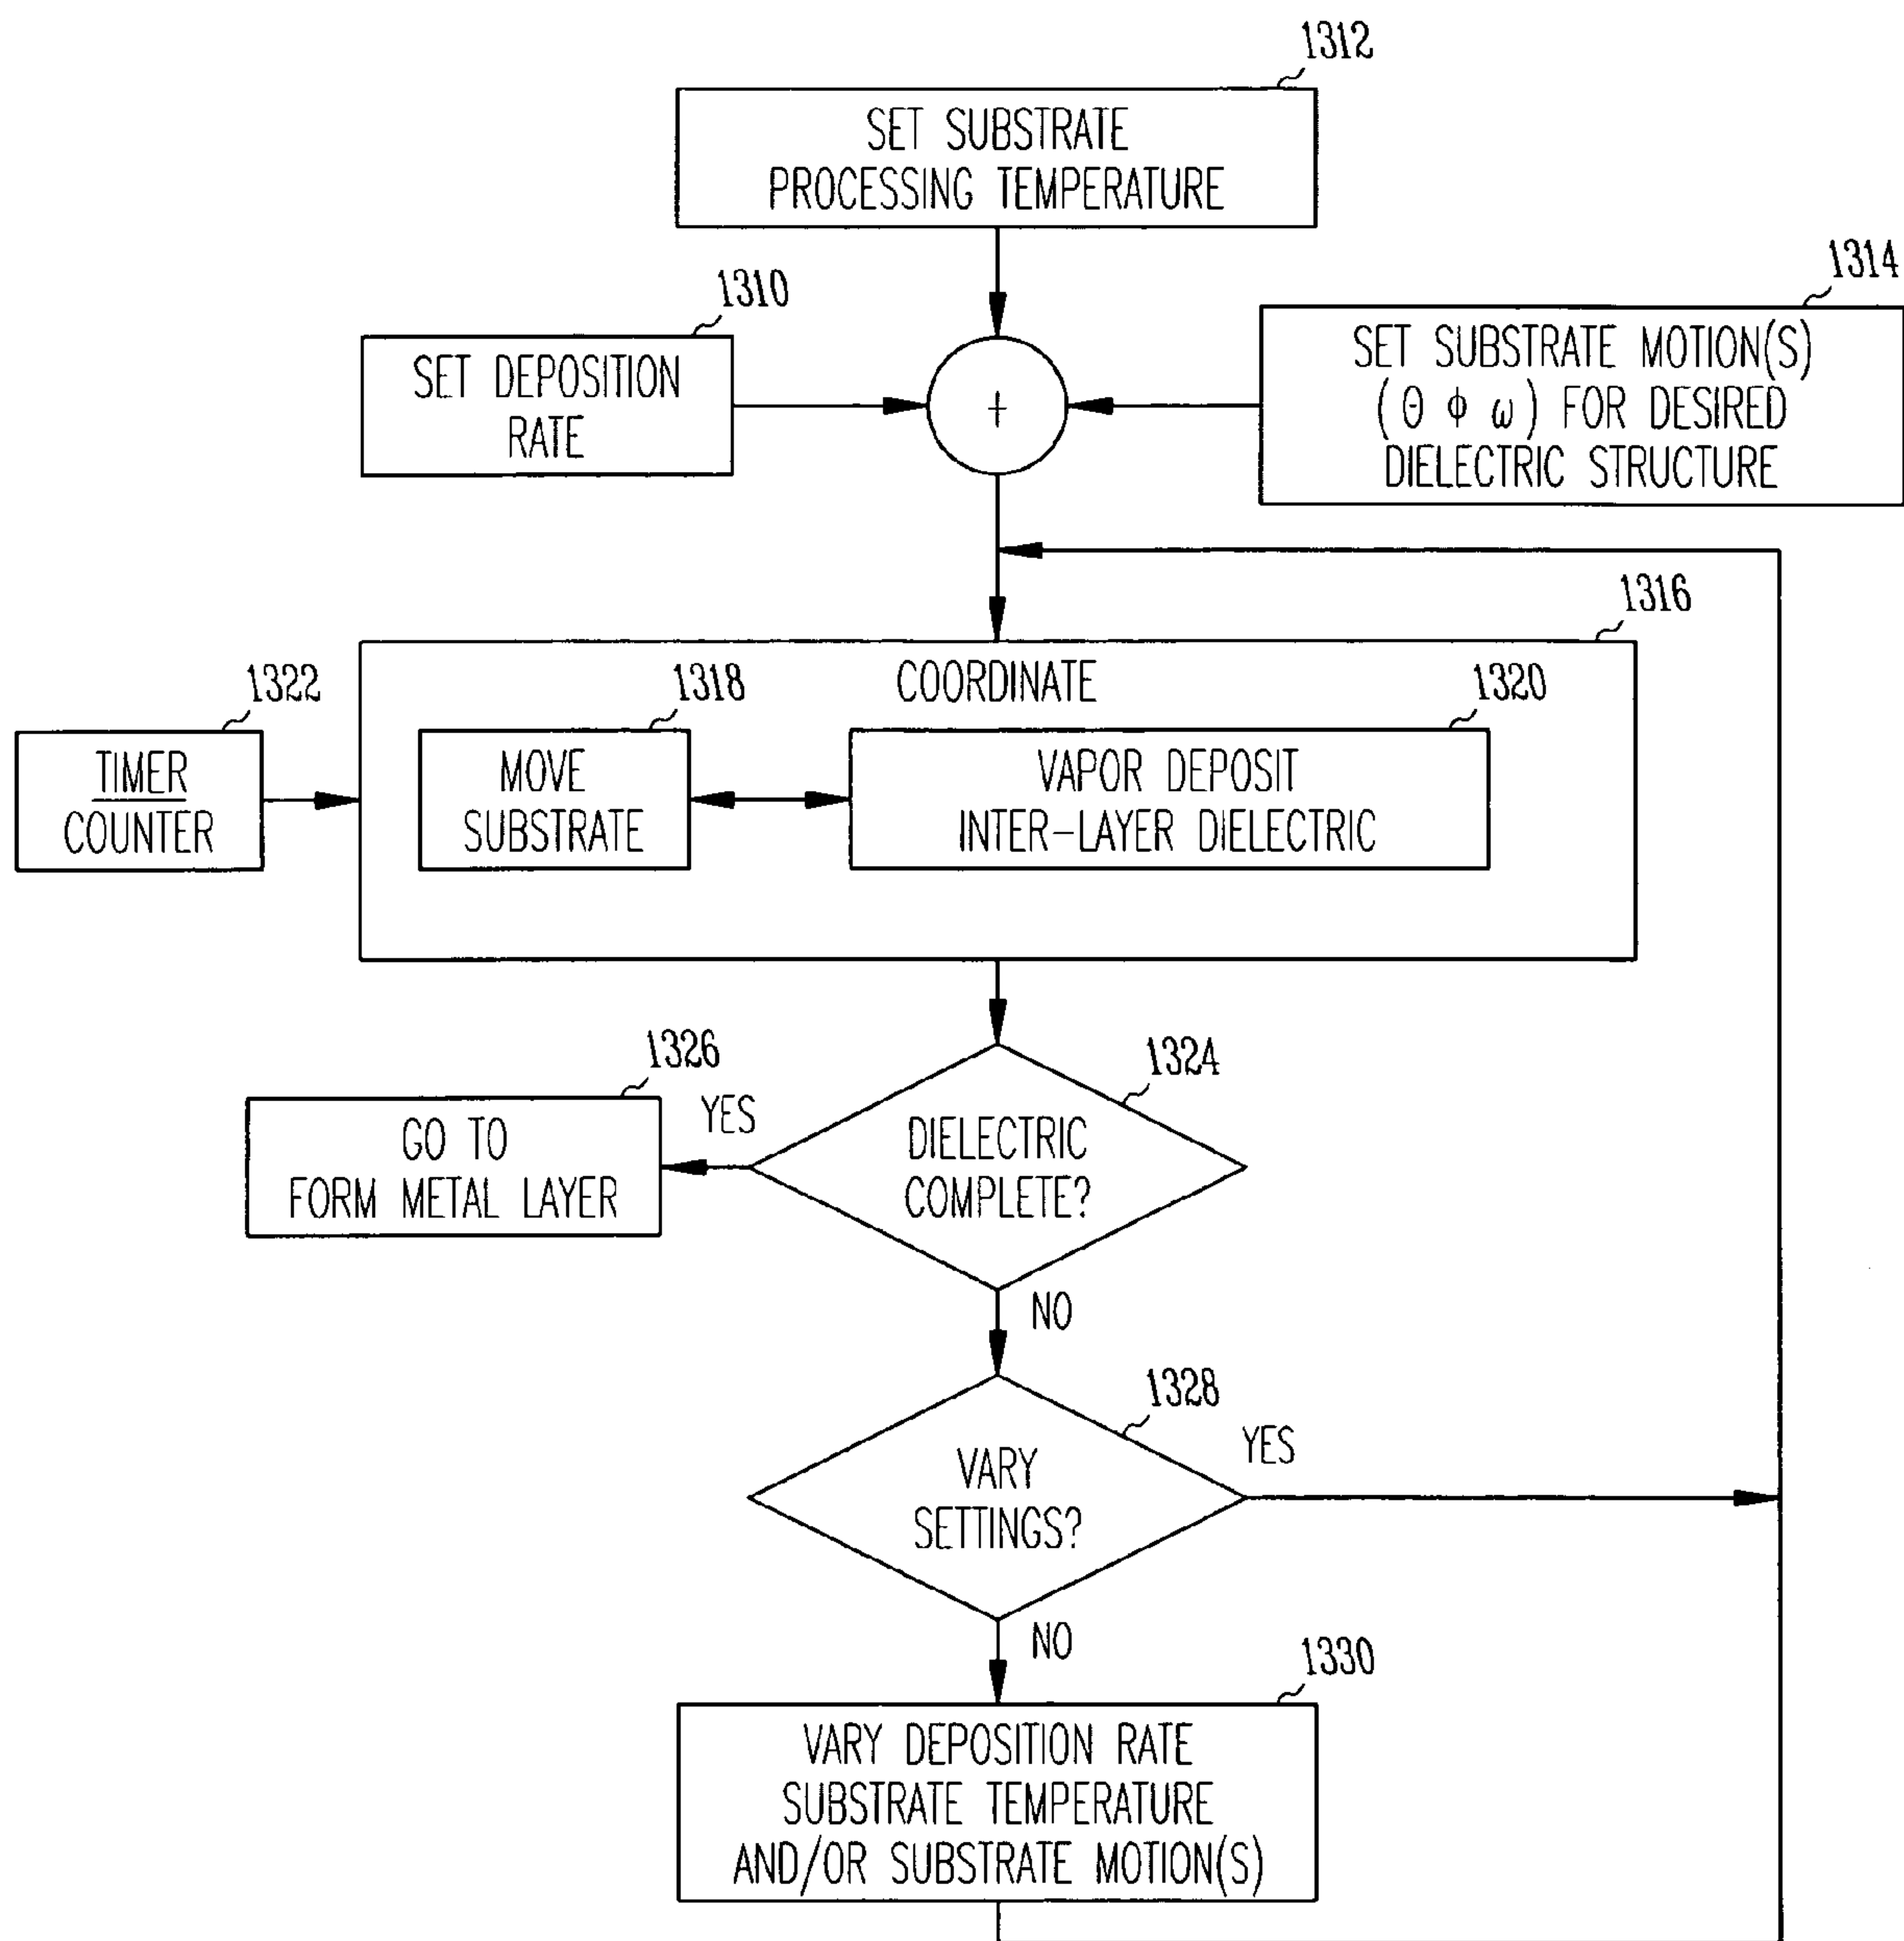 1312
SET SUBSTRATE
PROCESSING TEMPERATURE
1310
SET DEPOSITION
RATE
+
1314
SET SUBSTRATE MOTION(S)
(θ ϕ ω) FOR DESIRED
DIELECTRIC STRUCTURE
1316
COORDINATE
1322
TIMER
COUNTER
1318
MOVE
SUBSTRATE
1320
VAPOR DEPOSIT
INTER-LAYER DIELECTRIC
1324
DIELECTRIC
COMPLETE?
YES
1326
GO TO
FORM METAL LAYER
NO
1328
VARY
SETTINGS?
YES
NO
1330
VARY DEPOSITION RATE
SUBSTRATE TEMPERATURE
AND/OR SUBSTRATE MOTION(S)